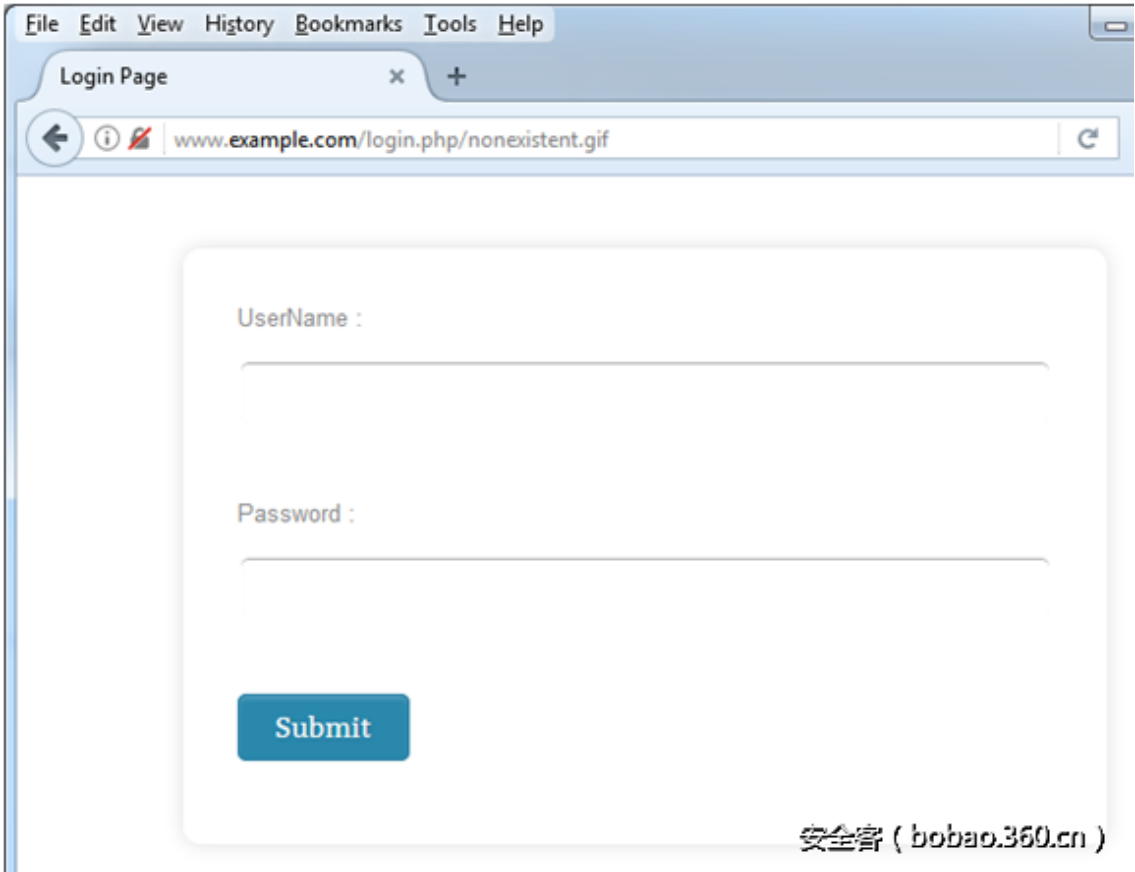 File Edit View History Bookmarks Tools Help
Login Page
www.example.com/login.php/nonexistent.gif
UserName :
Password :
Submit
安全客（bobao.360.cn）